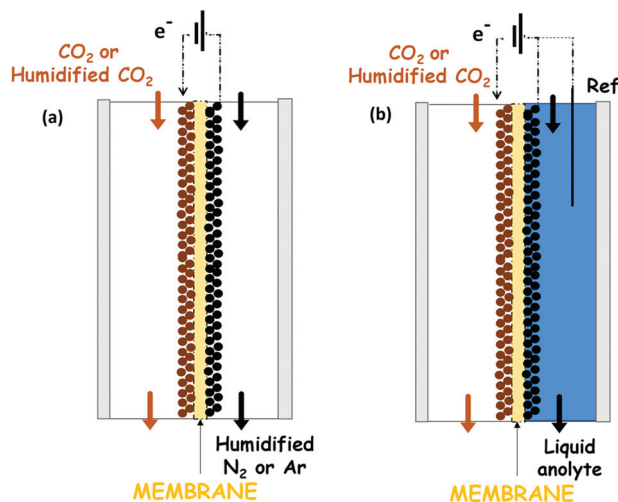 e-
CO2 or
Humidified CO2
(a)
Humidified
N2 or Ar
MEMBRANE
e-
CO2 or
Humidified CO2
Ref
(b)
Liquid
anolyte
MEMBRANE